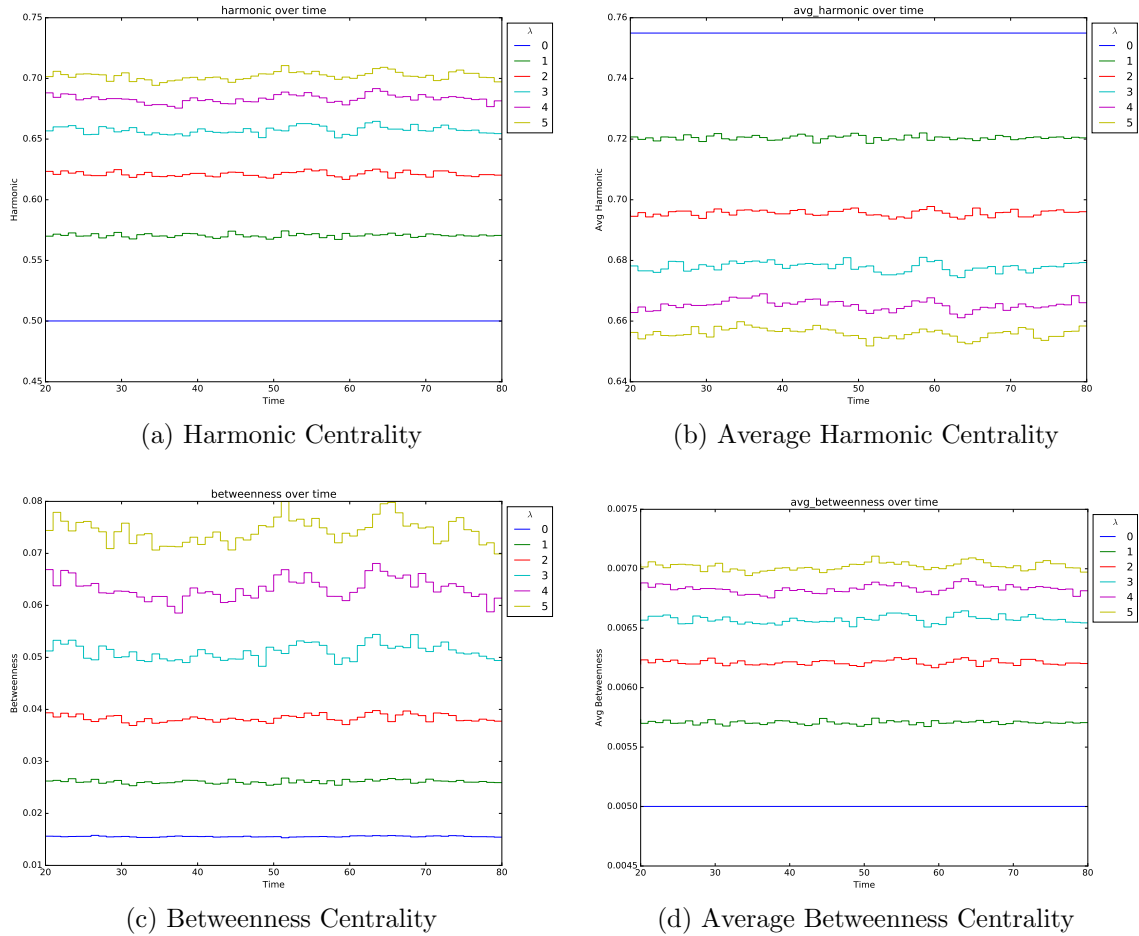 harmonic over time
0.75
0.70
0.65
0.60
0.55
0.50
0.45
Harmonic
20 30 40 50 60 70 80
Time
λ
0
1
2
3
4
5
(a) Harmonic Centrality
avg_harmonic over time
0.76
0.74
0.72
0.70
0.68
0.66
0.64
Avg Harmonic
20 30 40 50 60 70 80
Time
λ
0
1
2
3
4
5
(b) Average Harmonic Centrality
betweenness over time
0.08
0.07
0.06
0.05
0.04
0.03
0.02
0.01
Betweenness
20 30 40 50 60 70 80
Time
λ
0
1
2
3
4
5
(c) Betweenness Centrality
avg_betweenness over time
0.0075
0.0070
0.0065
0.0060
0.0055
0.0050
0.0045
Avg Betweenness
20 30 40 50 60 70 80
Time
λ
0
1
2
3
4
5
(d) Average Betweenness Centrality